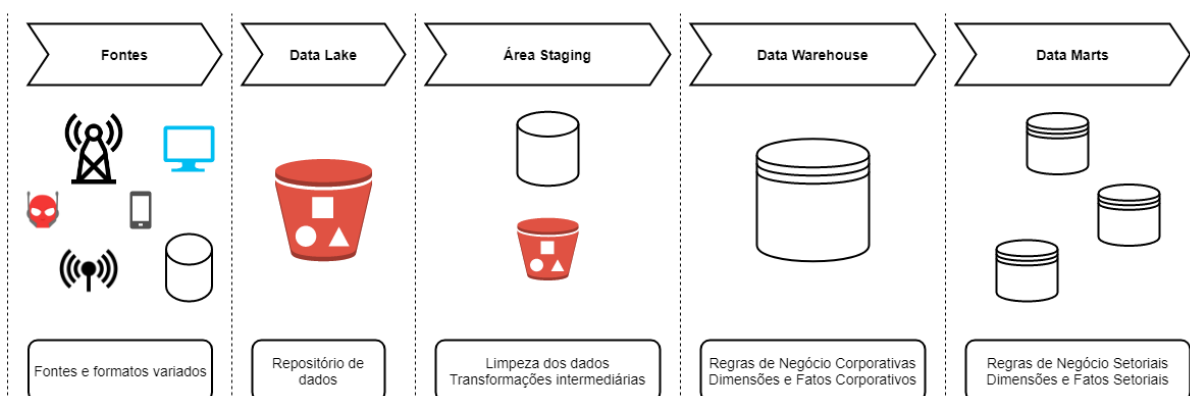 Fontes
Data Lake
Área Staging
Data Warehouse
Data Marts
Fontes e formatos variados
Repositório de
dados
Limpeza dos dados
Transformações intermediárias
Regras de Negócio Corporativas
Dimensões e Fatos Corporativos
Regras de Negócio Setoriais
Dimensões e Fatos Setoriais